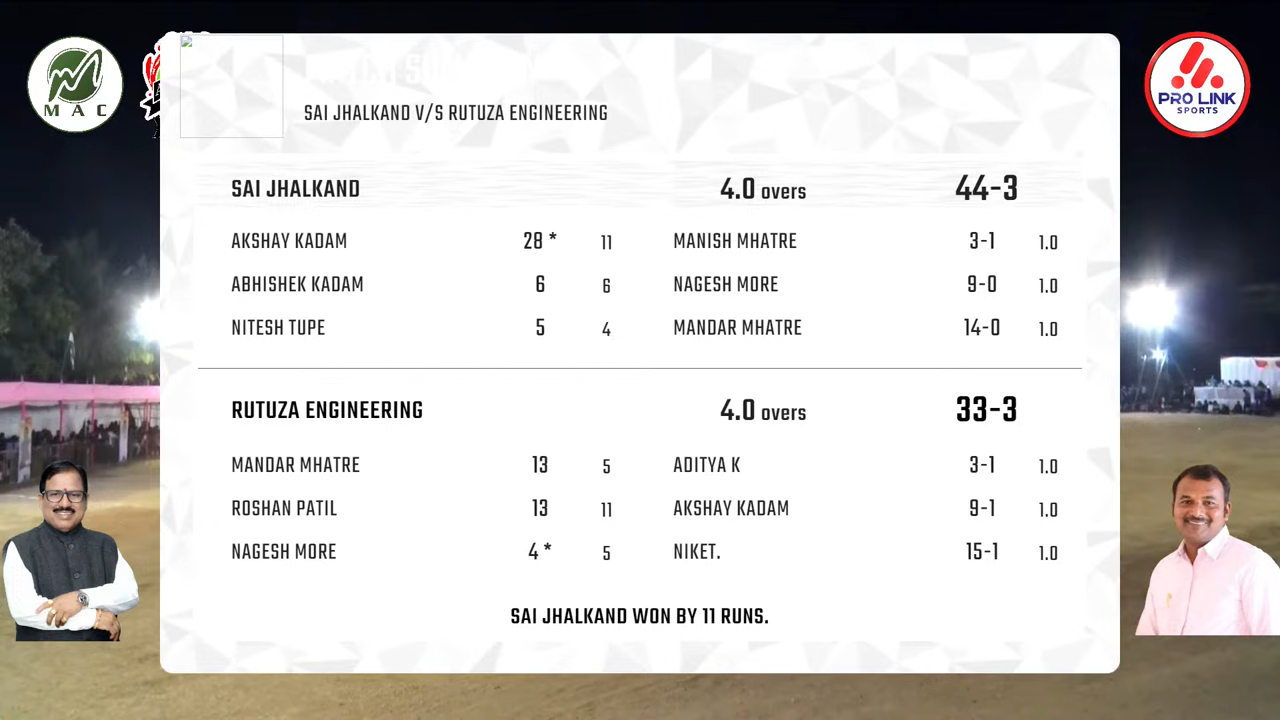 MAC
PRO LINK
SPORTS
SAI JHALKAND V/S RUTUZA ENGINEERING
SAI JHALKAND 4.0 overs 44-3
AKSHAY KADAM 28 * 11 MANISH MHATRE 3-1 1.0
ABHISHEK KADAM 6 6 NAGESH MORE 9-0 1.0
NITESH TUPE 5 4 MANDAR MHATRE 14-0 1.0
RUTUZA ENGINEERING 4.0 overs 33-3
MANDAR MHATRE 13 5 ADITYA K 3-1 1.0
ROSHAN PATIL 13 11 AKSHAY KADAM 9-1 1.0
NAGESH MORE 4 * 5 NIKET. 15-1 1.0
SAI JHALKAND WON BY 11 RUNS.